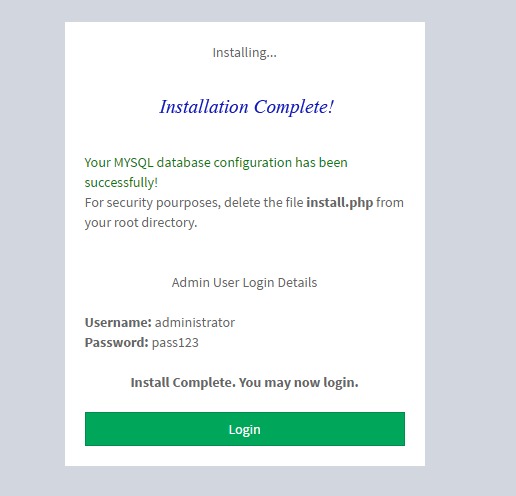 Installing...
Installation Complete!
Your MYSQL database configuration has been
successfully!
For security pourposes, delete the file install.php from
your root directory.
Admin User Login Details
Username: administrator
Password: pass123
Install Complete. You may now login.
Login